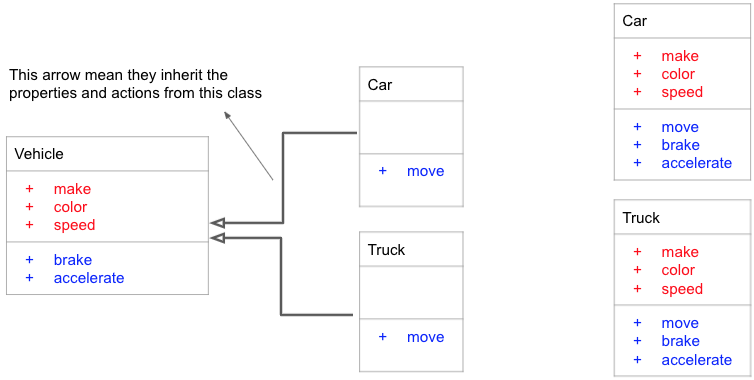 This arrow mean they inherit the
properties and actions from this class
Vehicle
+ make
+ color
+ speed
+ brake
+ accelerate
Car
+ move
Truck
+ move
Car
+ make
+ color
+ speed
+ move
+ brake
+ accelerate
Truck
+ make
+ color
+ speed
+ move
+ brake
+ accelerate